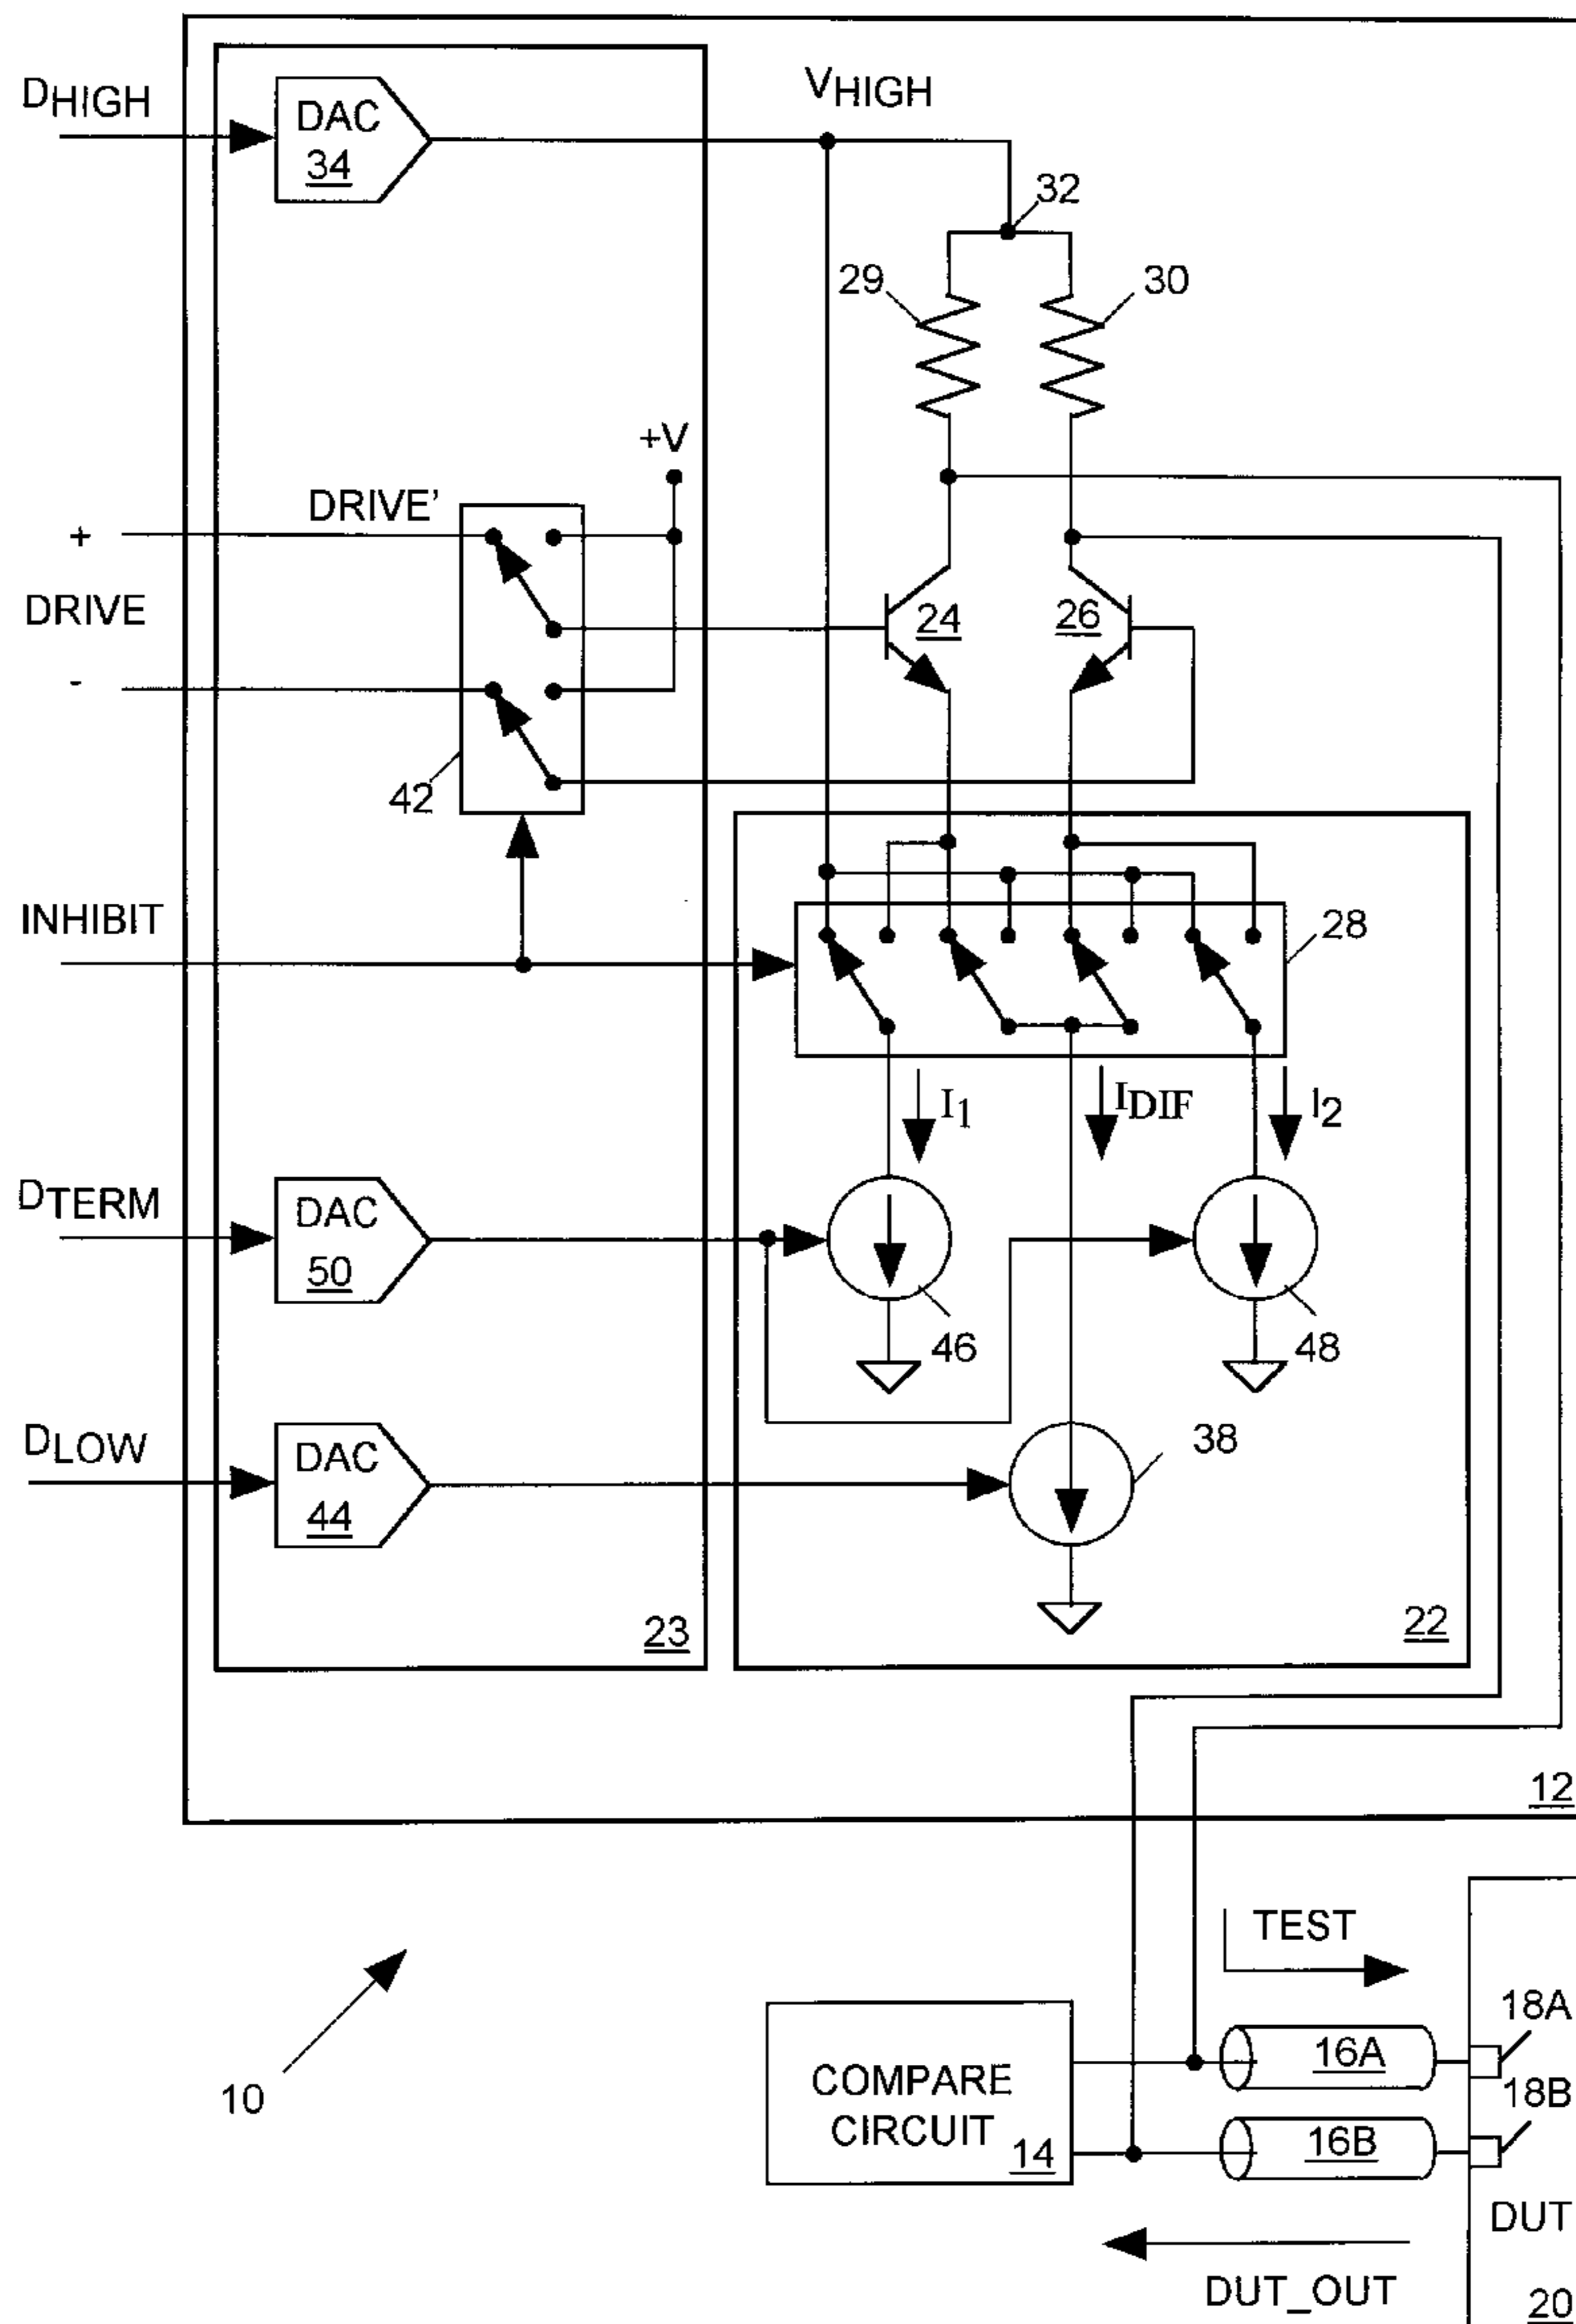 DHIGH
DAC
34
VHIGH
32
29
30
+V
DRIVE'
+
DRIVE
-
24
26
42
INHIBIT
28
I1
IDIF
I2
DTERM
DAC
50
46
48
DLOW
DAC
44
38
23
22
12
TEST
18A
16A
COMPARE
CIRCUIT
14
18B
16B
10
DUT
DUT_OUT
20